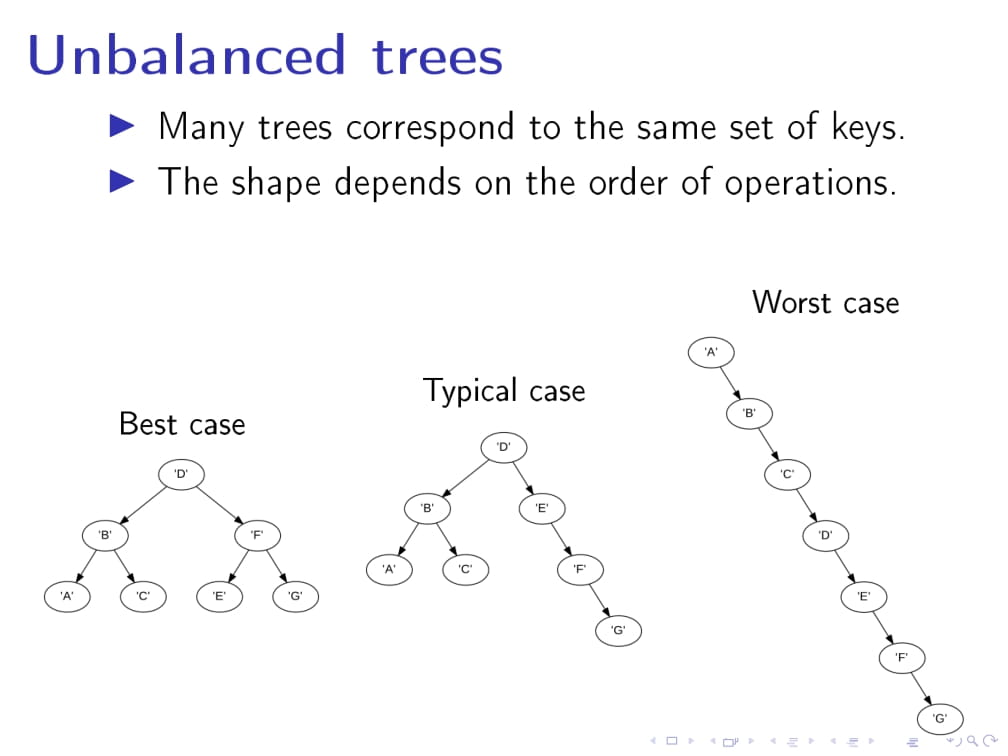 Unbalanced trees
▶ Many trees correspond to the same set of keys.
▶ The shape depends on the order of operations.
Best case
'D'
'B' 'F'
'A' 'C' 'E' 'G'
Typical case
'D'
'B' 'E'
'A' 'C' 'F'
'G'
Worst case
'A'
'B'
'C'
'D'
'E'
'F'
'G'